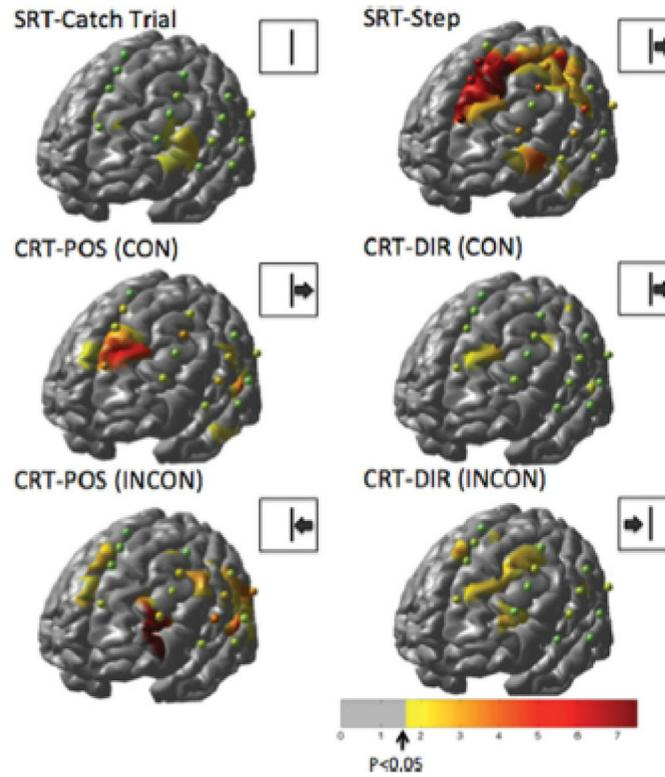 SRT-Catch Trial
SRT-Step
CRT-POS (CON)
CRT-DIR (CON)
CRT-POS (INCON)
CRT-DIR (INCON)
0 1 2 3 4 5 6 7
P<0.05